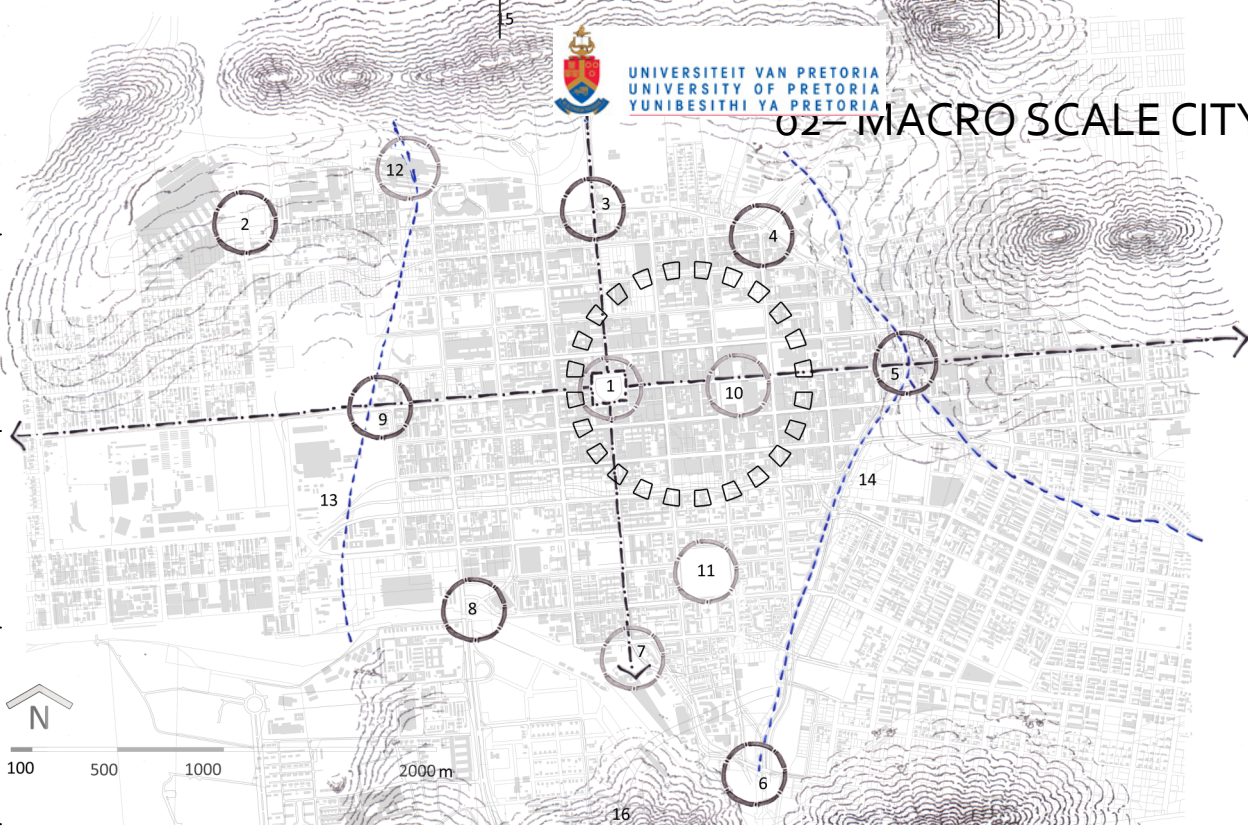 15
UNIVERSITEIT VAN PRETORIA
UNIVERSITY OF PRETORIA
YUNIBESITHI YA PRETORIA
02– MACRO SCALE CITY
12
2
3
4
5
1
10
9
13
14
11
8
7
6
N
100 500 1000 2000 m
16